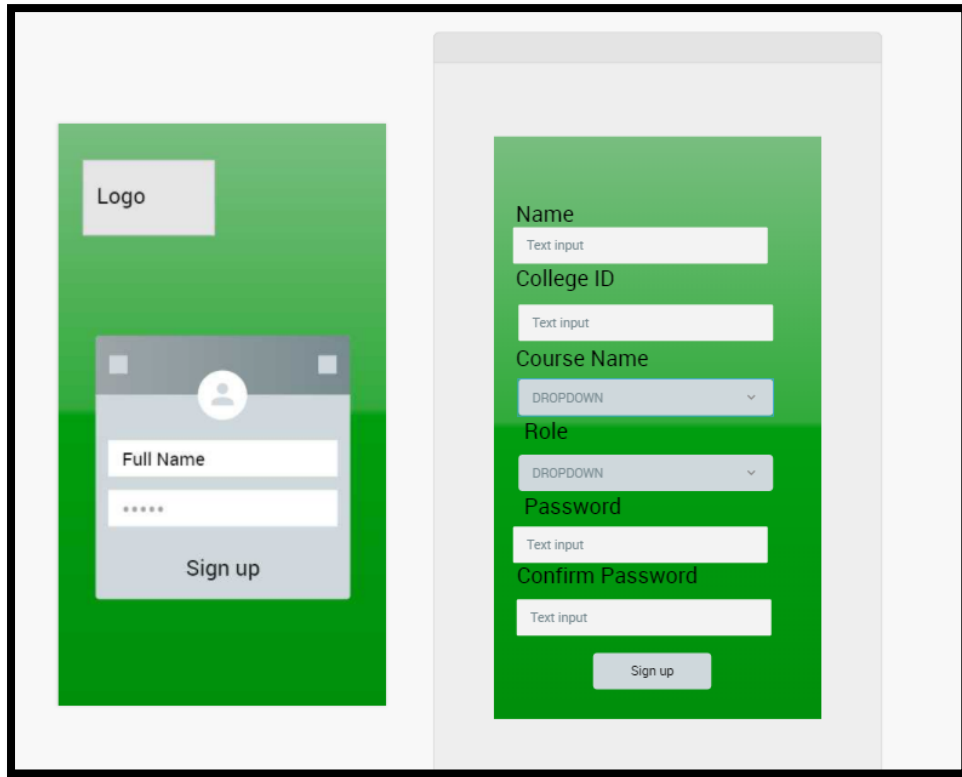 Logo
Full Name
•••••
Sign up
Name
Text input
College ID
Text input
Course Name
DROPDOWN
Role
DROPDOWN
Password
Text input
Confirm Password
Text input
Sign up